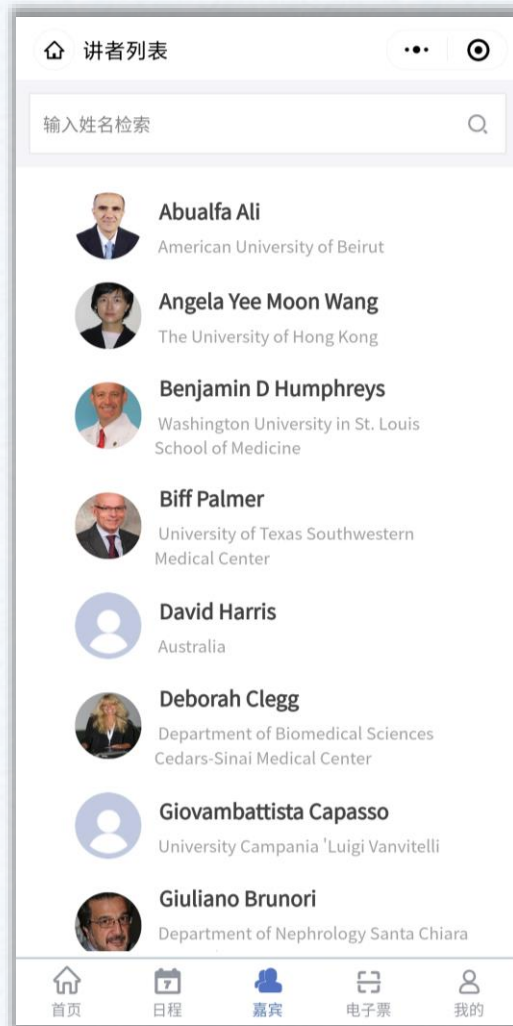 讲者列表
输入姓名检索
Abualfa Ali
American University of Beirut
Angela Yee Moon Wang
The University of Hong Kong
Benjamin D Humphreys
Washington University in St. Louis
School of Medicine
Biff Palmer
University of Texas Southwestern
Medical Center
David Harris
Australia
Deborah Clegg
Department of Biomedical Sciences
Cedars-Sinai Medical Center
Giovambattista Capasso
University Campania 'Luigi Vanvitelli
Giuliano Brunori
Department of Nephrology Santa Chiara
7
首页
日程
嘉宾
电子票
我的